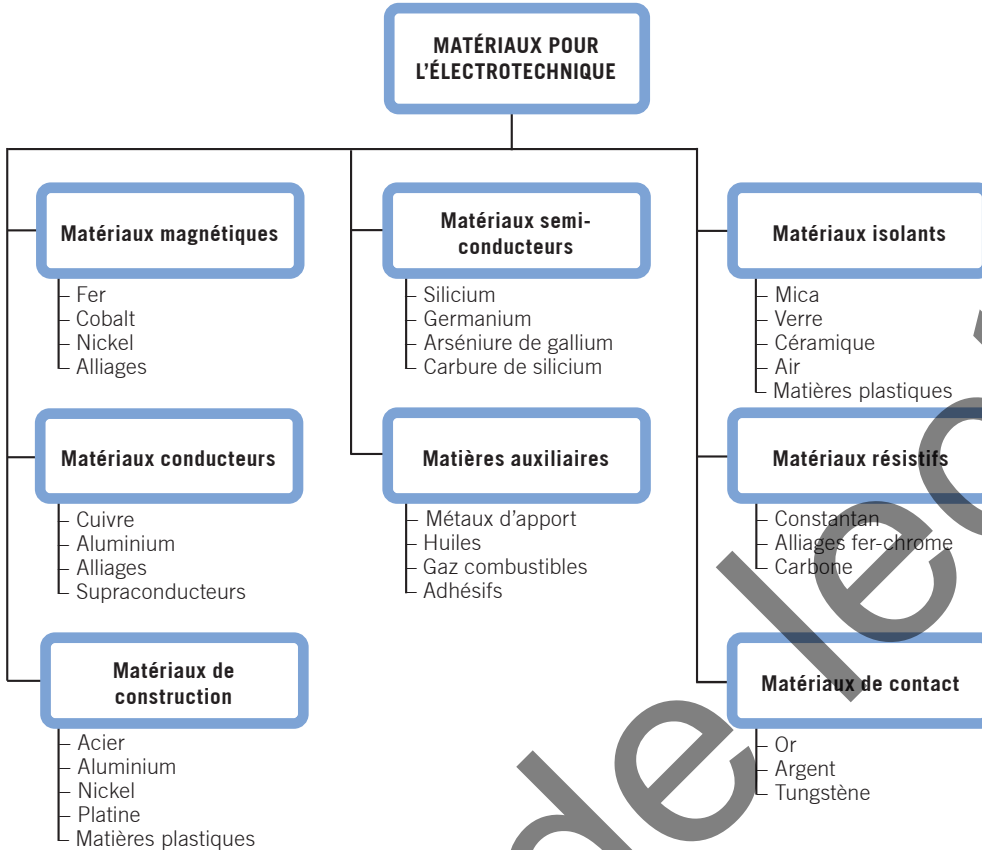 MATÉRIAUX POUR
L'ÉLECTROTECHNIQUE
Matériaux magnétiques
– Fer
– Cobalt
– Nickel
– Alliages
Matériaux semi-
conducteurs
– Silicium
– Germanium
– Arséniure de gallium
– Carbure de silicium
Matériaux isolants
– Mica
– Verre
– Céramique
– Air
– Matières plastiques
Matériaux conducteurs
– Cuivre
– Aluminium
– Alliages
– Supraconducteurs
Matières auxiliaires
– Métaux d'apport
– Huiles
– Gaz combustibles
– Adhésifs
Matériaux résistifs
– Constantan
– Alliages fer-chrome
– Carbone
Matériaux de
construction
– Acier
– Aluminium
– Nickel
– Platine
– Matières plastiques
Matériaux de contact
– Or
– Argent
– Tungstène
de lec